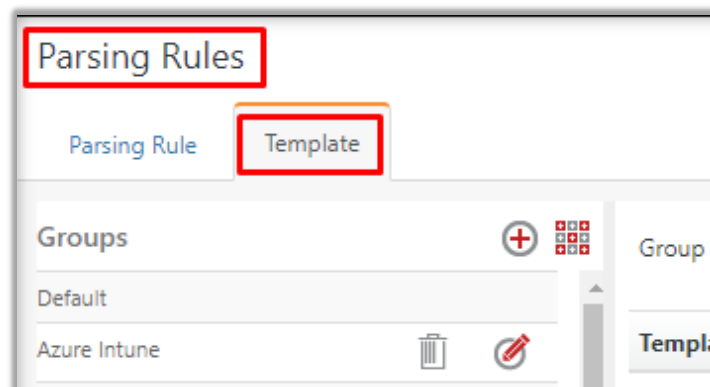 Parsing Rules
Parsing Rule
Template
Groups
Group
Default
Azure Intune